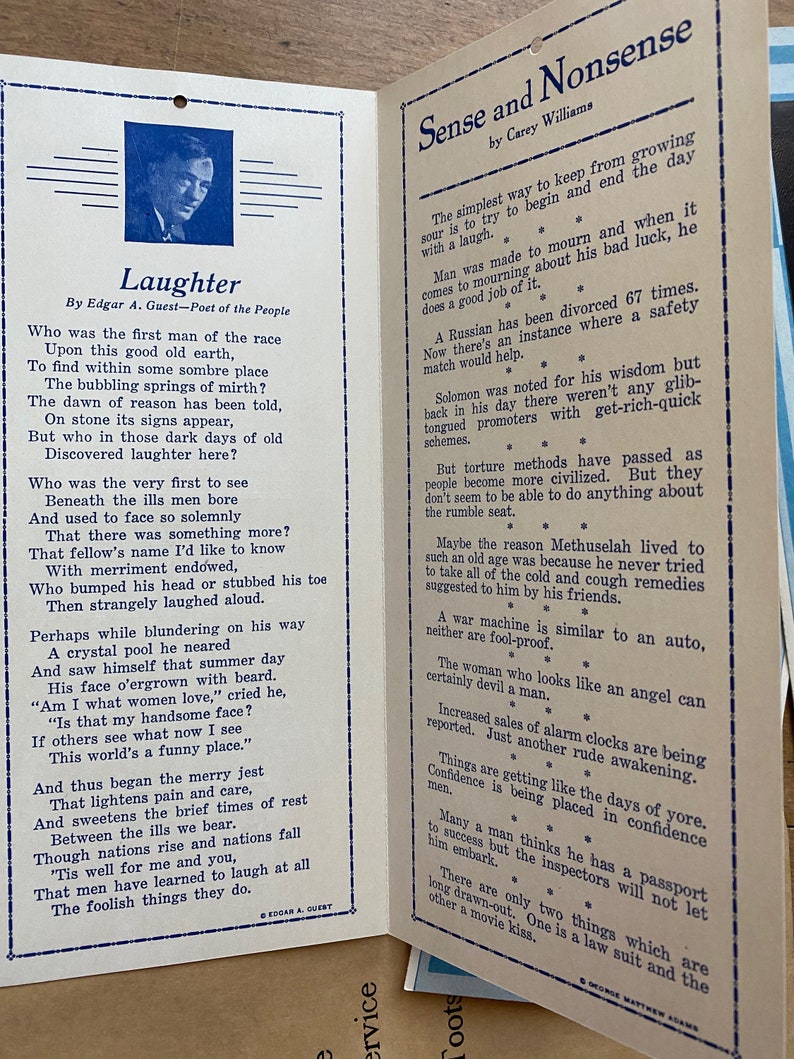 Laughter
By Edgar A. Guest—Poet of the People
Who was the first man of the race
Upon this good old earth,
To find within some sombre place
The bubbling springs of mirth?
The dawn of reason has been told,
On stone its signs appear,
But who in those dark days of old
Discovered laughter here?
Who was the very first to see
Beneath the ills men bore
And used to face so solemnly
That there was something more?
That fellow's name I'd like to know
With merriment endowed,
Who bumped his head or stubbed his toe
Then strangely laughed aloud.
Perhaps while blundering on his way
A crystal pool he neared
And saw himself that summer day
His face o'ergrown with beard.
"Am I what women love," cried he,
"Is that my handsome face?
If others see what now I see
This world's a funny place."
And thus began the merry jest
That lightens pain and care,
And sweetens the brief times of rest
Between the ills we bear.
Though nations rise and nations fall
'Tis well for me and you,
That men have learned to laugh at all
The foolish things they do.
© EDGAR A. GUEST
Sense and Nonsense
by Carey Williams
The simplest way to keep from growing
sour is to try to begin and end the day
with a laugh.
* * *
Man was made to mourn and when it
comes to mourning about his bad luck, he
does a good job of it.
* * *
A Russian has been divorced 67 times.
Now there's an instance where a safety
match would help.
* * *
Solomon was noted for his wisdom but
back in his day there weren't any glib-
tongued promoters with get-rich-quick
schemes.
* * *
But torture methods have passed as
people become more civilized. But they
don't seem to be able to do anything about
the rumble seat.
* * *
Maybe the reason Methuselah lived to
such an old age was because he never tried
to take all of the cold and cough remedies
suggested to him by his friends.
* * *
A war machine is similar to an auto,
neither are fool-proof.
* * *
The woman who looks like an angel can
certainly devil a man.
* * *
Increased sales of alarm clocks are being
reported. Just another rude awakening.
* * *
Things are getting like the days of yore.
Confidence is being placed in confidence
men.
* * *
Many a man thinks he has a passport
to success but the inspectors will not let
him embark.
* * *
There are only two things which are
long drawn-out. One is a law suit and the
other a movie kiss.
© GEORGE MATTHEW ADAMS